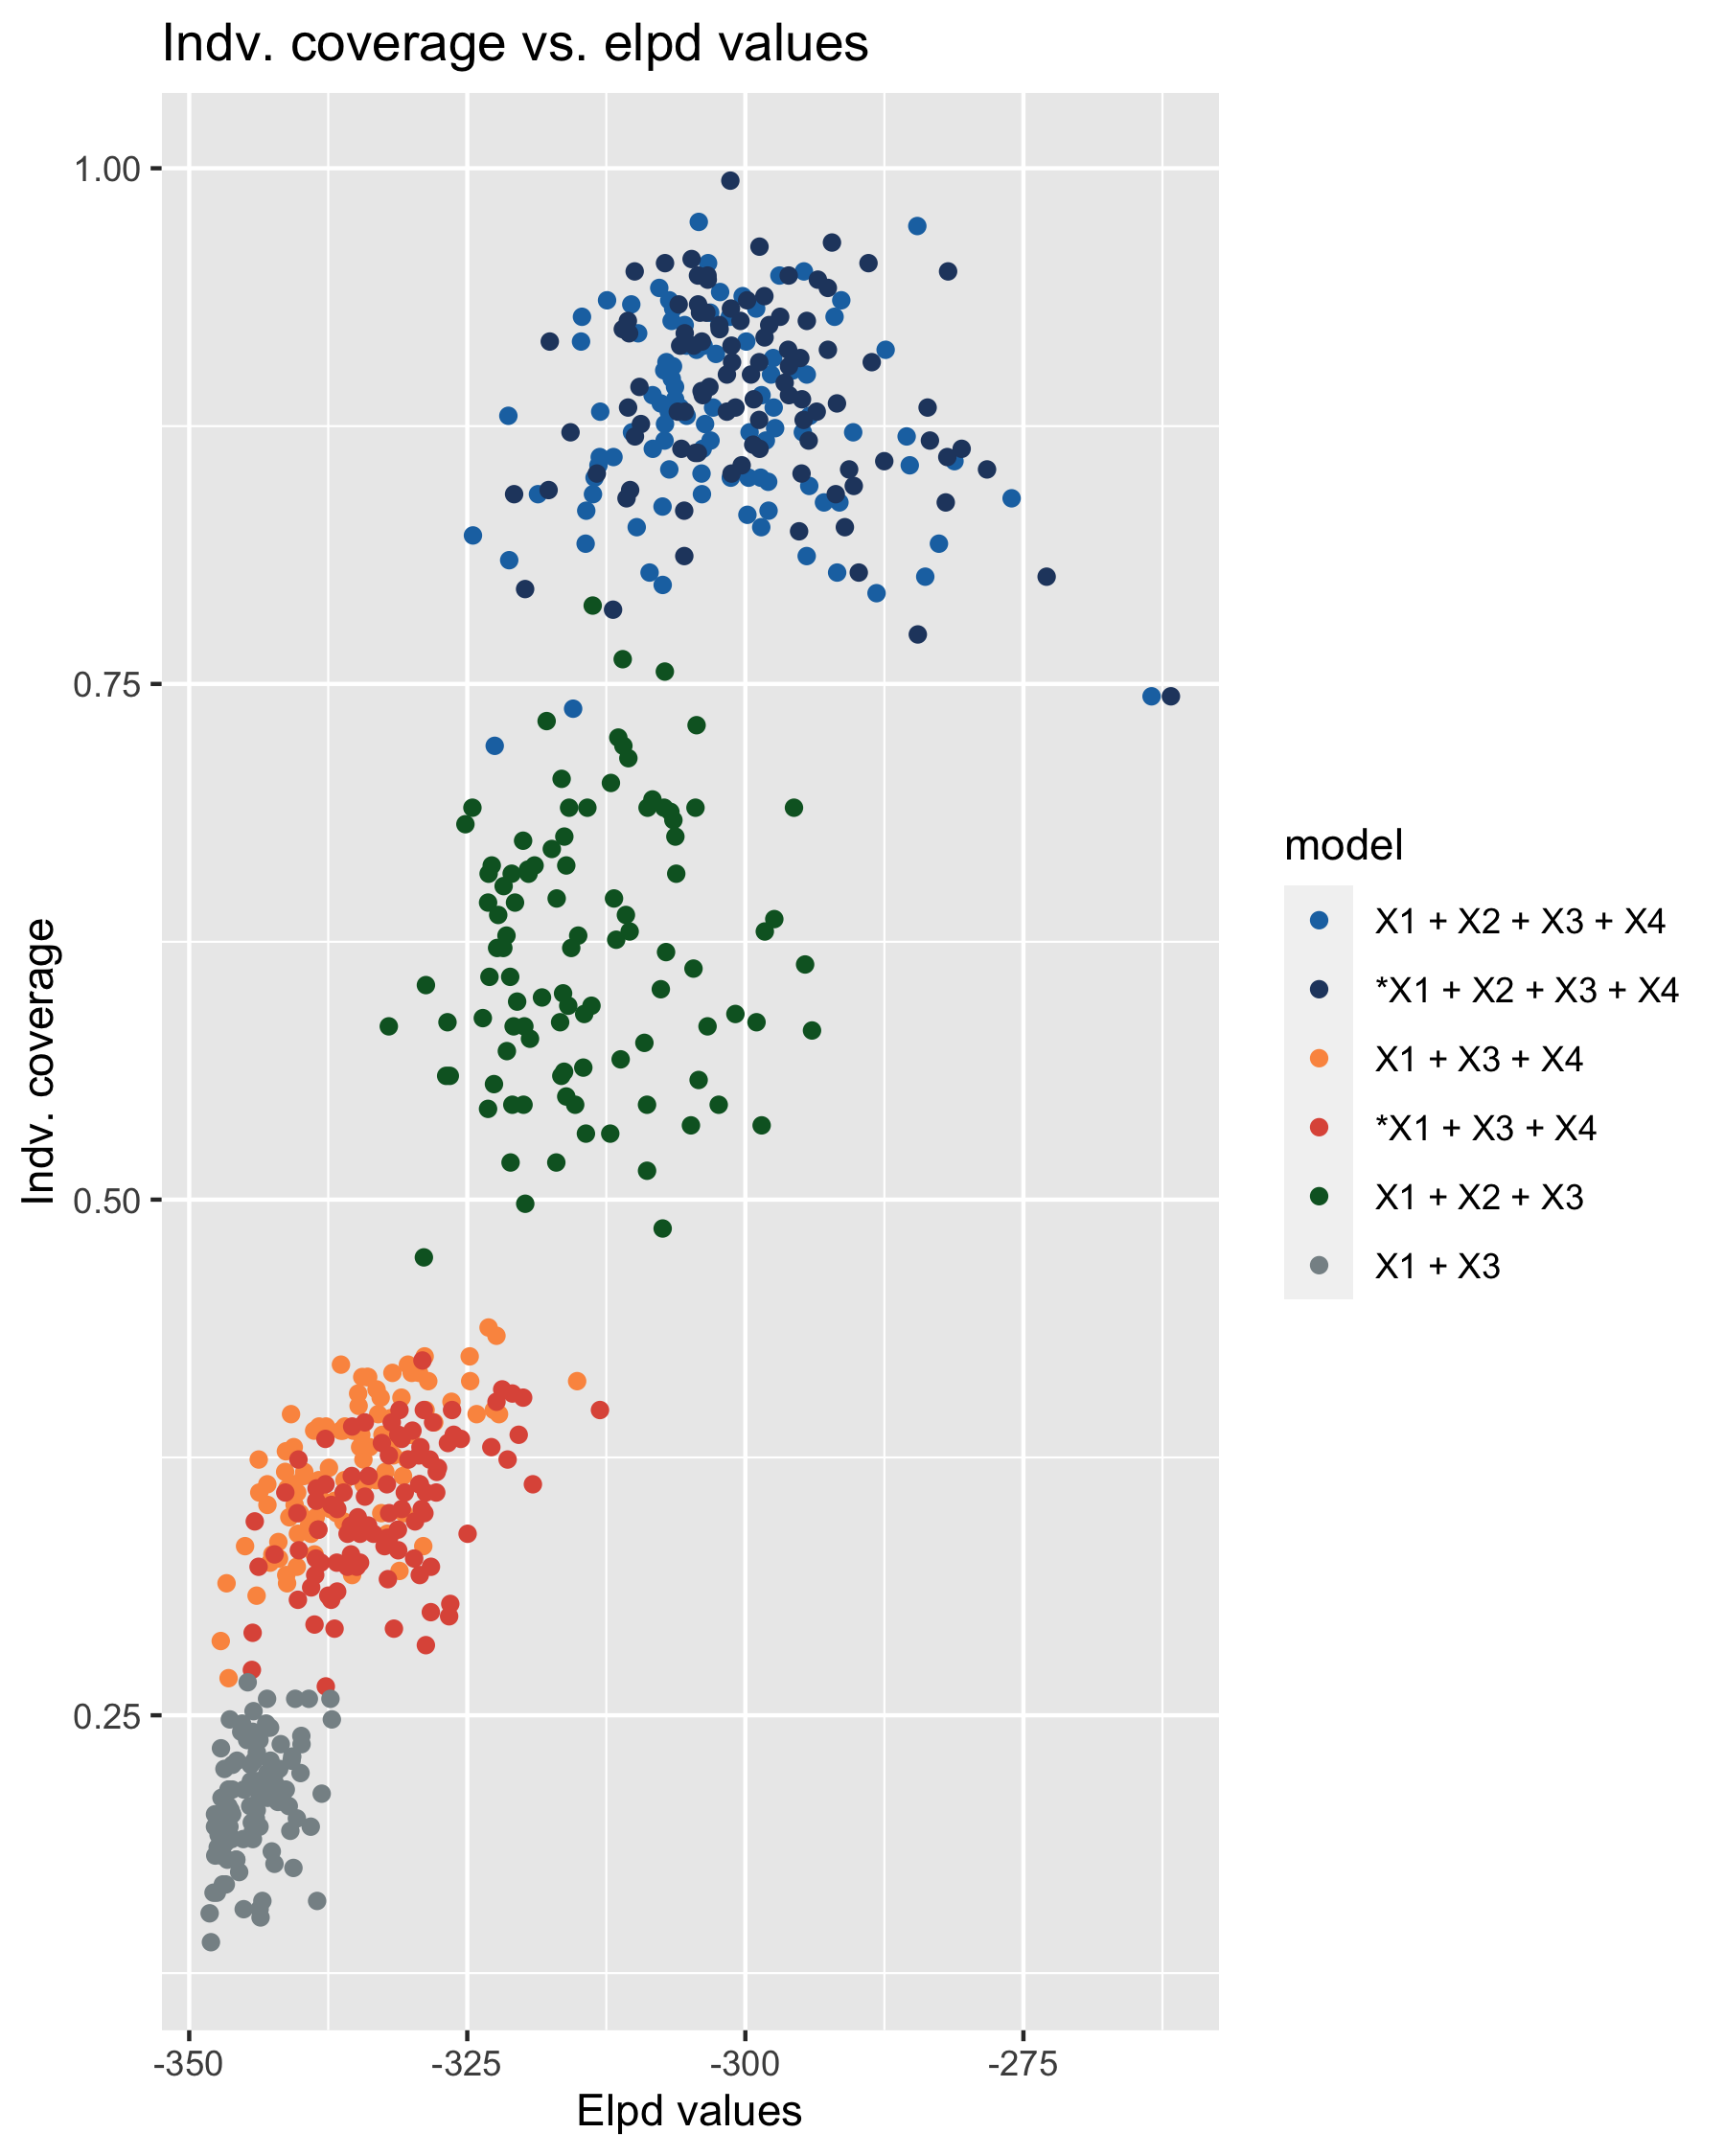 Indv. coverage vs. elpd values
1.00
0.75
0.50
0.25
Indv. coverage
-350
-325
-300
-275
Elpd values
model
X1 + X2 + X3 + X4
*X1 + X2 + X3 + X4
X1 + X3 + X4
*X1 + X3 + X4
X1 + X2 + X3
X1 + X3